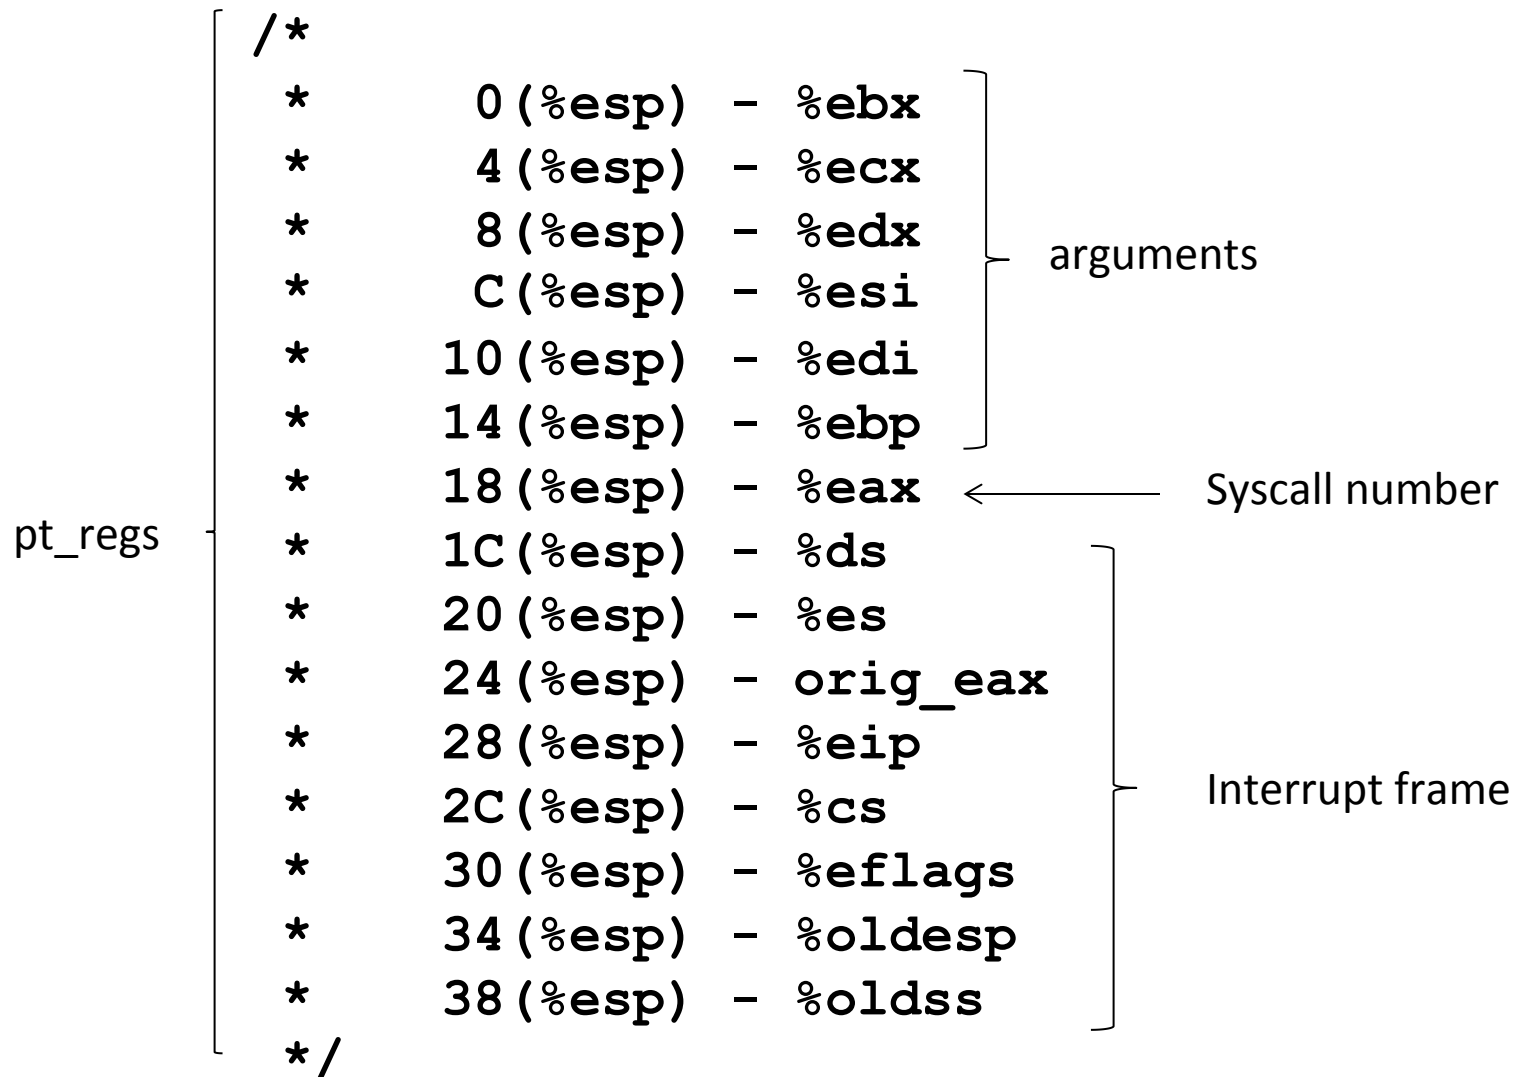 /*
* 0(%esp) - %ebx
* 4(%esp) - %ecx
* 8(%esp) - %edx
arguments
* C(%esp) - %esi
* 10(%esp) - %edi
* 14(%esp) - %ebp
* 18(%esp) - %eax
Syscall number
pt_regs
* 1C(%esp) - %ds
* 20(%esp) - %es
* 24(%esp) - orig_eax
* 28(%esp) - %eip
Interrupt frame
* 2C(%esp) - %cs
* 30(%esp) - %eflags
* 34(%esp) - %oldesp
* 38(%esp) - %oldss
*/